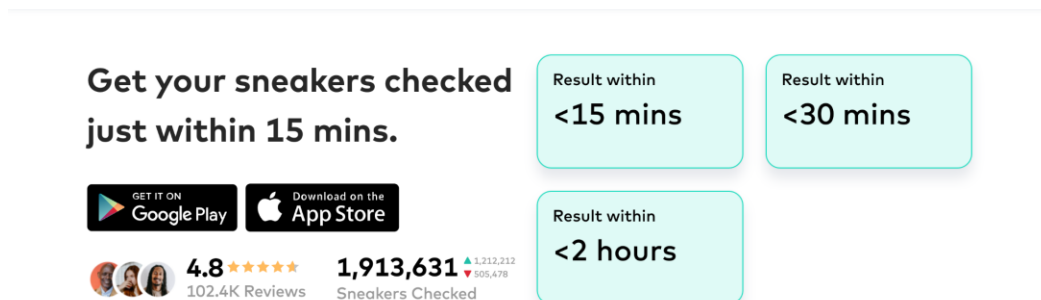 Get your sneakers checked
just within 15 mins.
GET IT ON
Google Play
Download on the
App Store
4.8
102.4K Reviews
1,913,631
▲ 1,212,212
▼ 505,478
Sneakers Checked
Result within
<15 mins
Result within
<30 mins
Result within
<2 hours